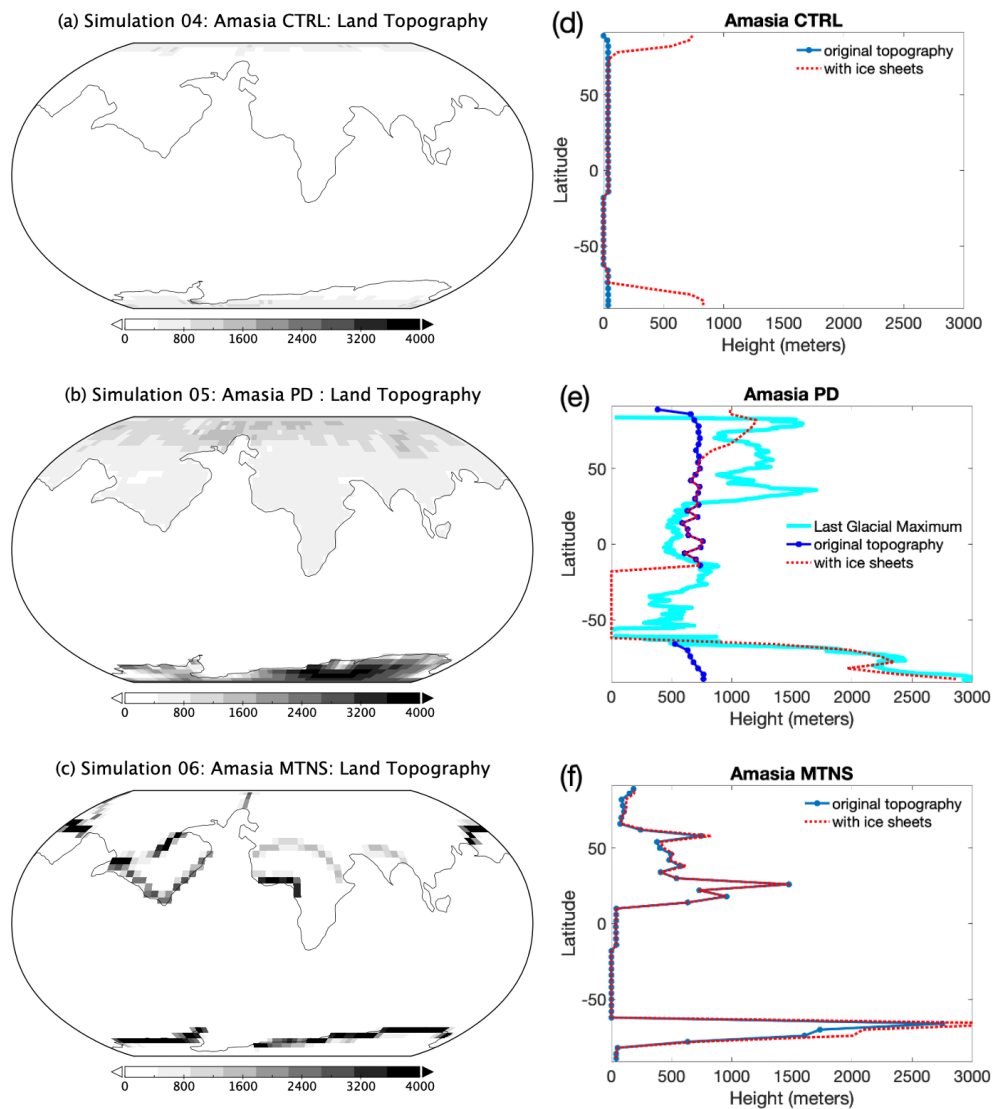 (a) Simulation 04: Amasia CTRL: Land Topography
0 800 1600 2400 3200 4000
(d) Amasia CTRL
original topography
with ice sheets
50
0
-50
Latitude
0 500 1000 1500 2000 2500 3000
Height (meters)
(b) Simulation 05: Amasia PD : Land Topography
0 800 1600 2400 3200 4000
(e) Amasia PD
Last Glacial Maximum
original topography
with ice sheets
50
0
-50
Latitude
0 500 1000 1500 2000 2500 3000
Height (meters)
(c) Simulation 06: Amasia MTNS: Land Topography
0 800 1600 2400 3200 4000
(f) Amasia MTNS
original topography
with ice sheets
50
0
-50
Latitude
0 500 1000 1500 2000 2500 3000
Height (meters)